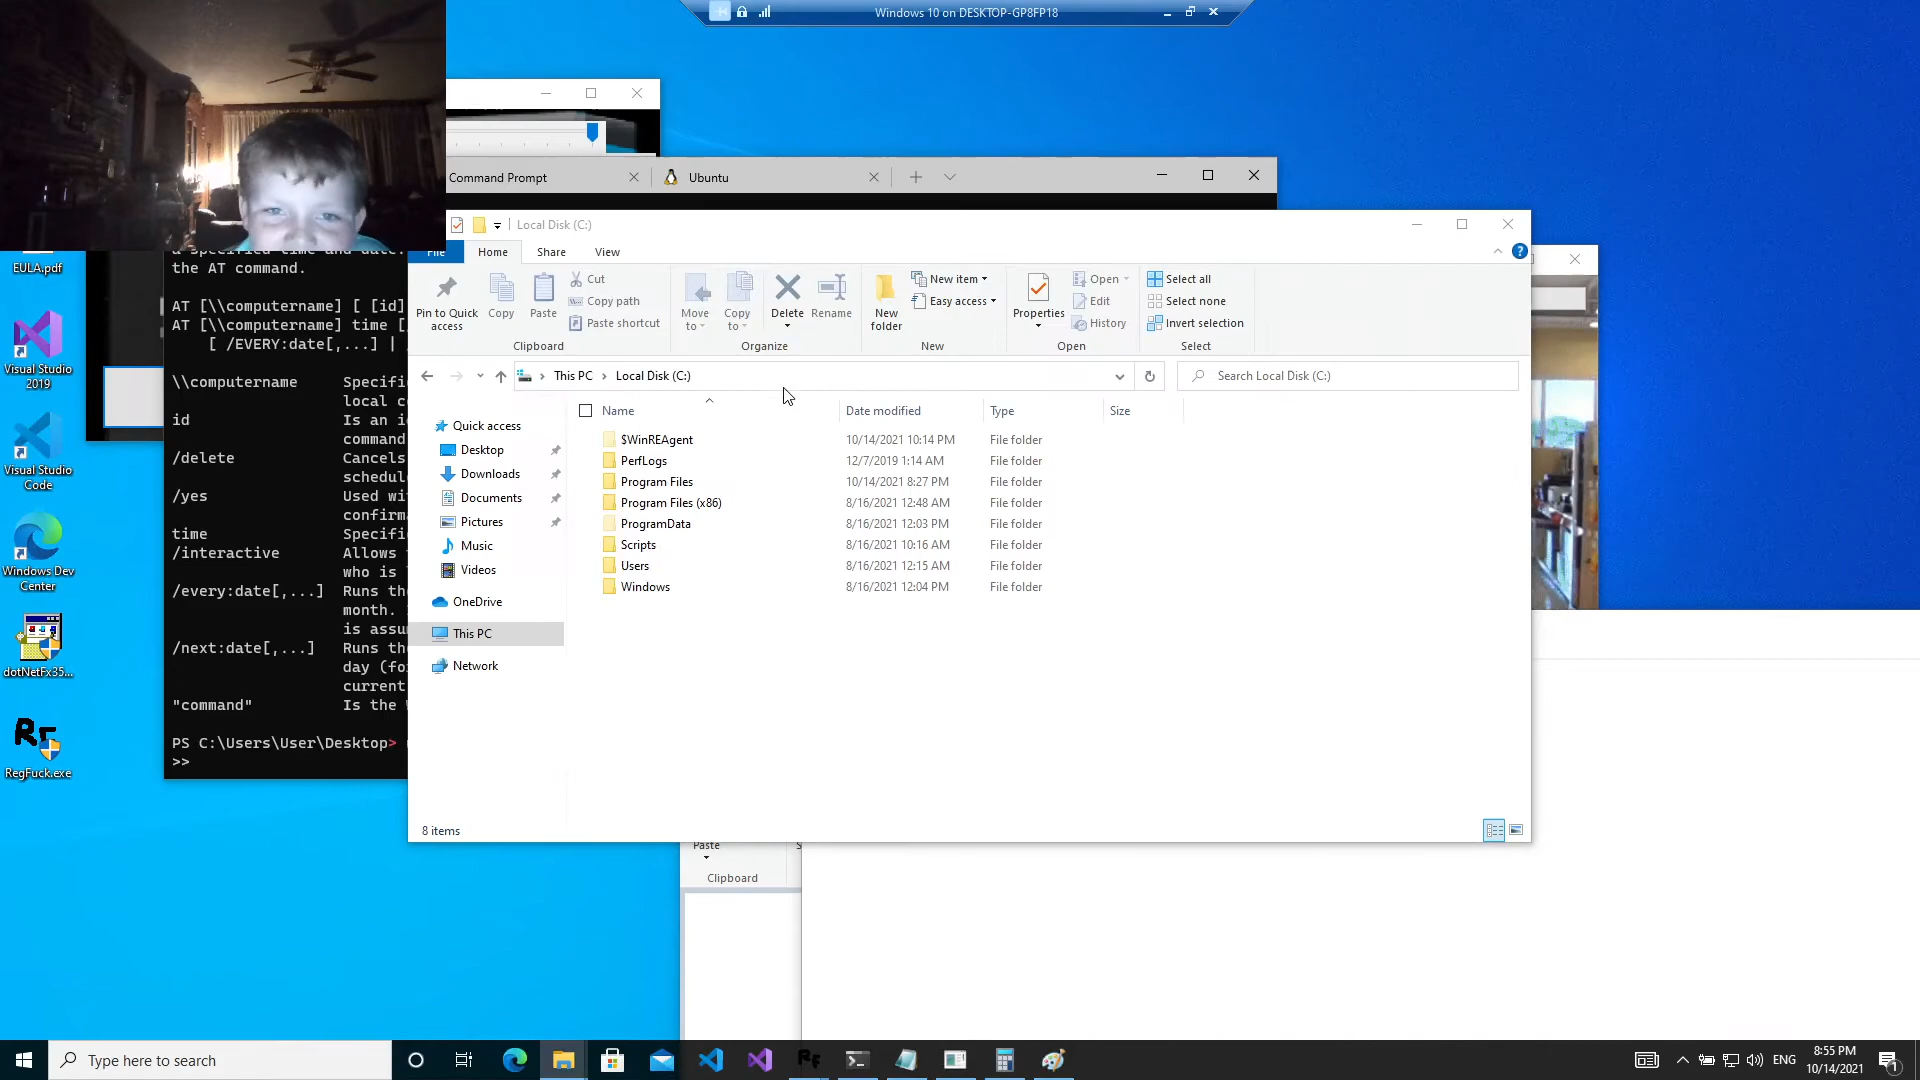 Windows 10 on DESKTOP-GP8FP18
Command Prompt
Ubuntu
Local Disk (C:)
File
Home
Share
View
Pin to Quick access
Copy
Paste
Cut
Copy path
Paste shortcut
Clipboard
Move to
Copy to
Delete
Rename
Organize
New folder
New item
Easy access
New
Properties
Open
Edit
History
Open
Select all
Select none
Invert selection
Select
This PC
Local Disk (C:)
Search Local Disk (C:)
Name
Date modified
Type
Size
$WinREAgent 10/14/2021 10:14 PM File folder
PerfLogs 12/7/2019 1:14 AM File folder
Program Files 10/14/2021 8:27 PM File folder
Program Files (x86) 8/16/2021 12:48 AM File folder
ProgramData 8/16/2021 12:03 PM File folder
Scripts 8/16/2021 10:16 AM File folder
Users 8/16/2021 12:15 AM File folder
Windows 8/16/2021 12:04 PM File folder
Quick access
Desktop
Downloads
Documents
Pictures
Music
Videos
OneDrive
This PC
Network
8 items
EULA.pdf
Visual Studio 2019
Visual Studio Code
Windows Dev Center
dotNetFx35...
RegFuck.exe
a specified time and date.
the AT command.
AT [\\computername] [ [id]
AT [\\computername] time [
[ /EVERY:date[,...] |
\\computername Specifi
local c
id Is an i
command
/delete Cancels
schedul
/yes Used wi
confirma
time Specifi
/interactive Allows
who is
/every:date[,...] Runs the
month.
is assu
/next:date[,...] Runs the
day (fo
current
"command" Is the
PS C:\Users\User\Desktop>
>>
Paste
Clipboard
Type here to search
Rf
ENG
8:55 PM
10/14/2021
1